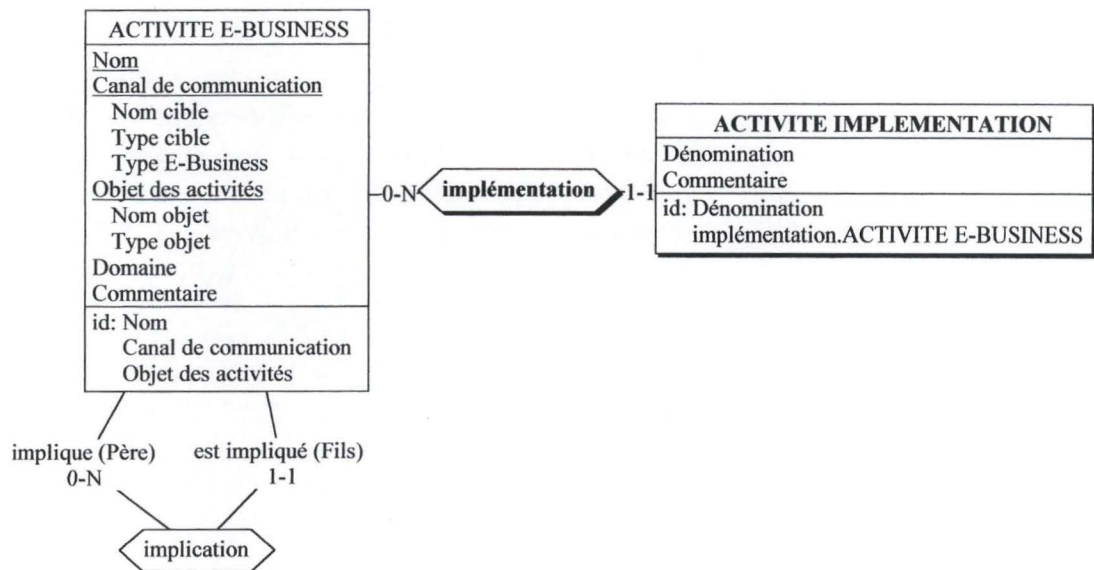 ACTIVITE E-BUSINESS
Nom
Canal de communication
Nom cible
Type cible
Type E-Business
Objet des activités
Nom objet
Type objet
Domaine
Commentaire
id: Nom
Canal de communication
Objet des activités
0-N
implémentation
1-1
ACTIVITE IMPLEMENTATION
Dénomination
Commentaire
id: Dénomination
implémentation.ACTIVITE E-BUSINESS
implique (Père)
0-N
est impliqué (Fils)
1-1
implication